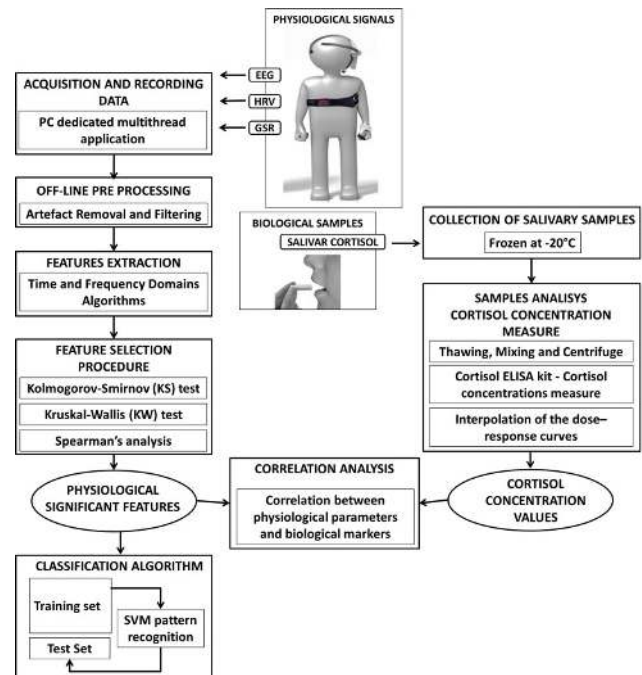 PHYSIOLOGICAL SIGNALS
EEG
HRV
GSR
ACQUISITION AND RECORDING
DATA
PC dedicated multithread
application
OFF-LINE PRE PROCESSING
Artefact Removal and Filtering
FEATURES EXTRACTION
Time and Frequency Domains
Algorithms
FEATURE SELECTION
PROCEDURE
Kolmogorov-Smirnov (KS) test
Kruskal-Wallis (KW) test
Spearman's analysis
PHYSIOLOGICAL
SIGNIFICANT FEATURES
CLASSIFICATION ALGORITHM
Training set
SVM pattern
recognition
Test Set
BIOLOGICAL SAMPLES
SALIVAR CORTISOL
COLLECTION OF SALIVARY SAMPLES
Frozen at -20°C
SAMPLES ANALISYS
CORTISOL CONCENTRATION
MEASURE
Thawing, Mixing and Centrifuge
Cortisol ELISA kit - Cortisol
concentrations measure
Interpolation of the dose–
response curves
CORTISOL
CONCENTRATION
VALUES
CORRELATION ANALYSIS
Correlation between
physiological parameters
and biological markers